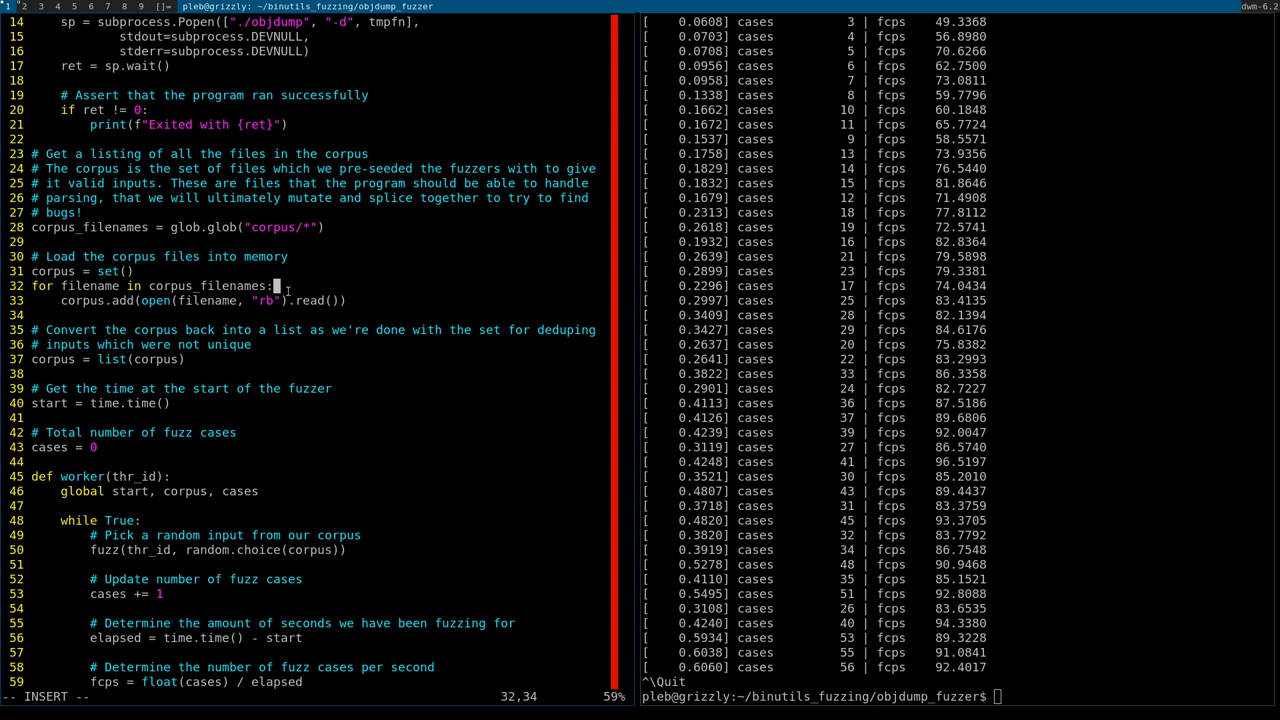 1 2 3 4 5 6 7 8 9 []= pleb@grizzly: ~/binutils_fuzzing/objdump_fuzzer dwm-6.2
14     sp = subprocess.Popen(["./objdump", "-d", tmpfn],
15             stdout=subprocess.DEVNULL,
16             stderr=subprocess.DEVNULL)
17     ret = sp.wait()
18
19     # Assert that the program ran successfully
20     if ret != 0:
21         print(f"Exited with {ret}")
22
23 # Get a listing of all the files in the corpus
24 # The corpus is the set of files which we pre-seeded the fuzzers with to give
25 # it valid inputs. These are files that the program should be able to handle
26 # parsing, that we will ultimately mutate and splice together to try to find
27 # bugs!
28 corpus_filenames = glob.glob("corpus/*")
29
30 # Load the corpus files into memory
31 corpus = set()
32 for filename in corpus_filenames:
33     corpus.add(open(filename, "rb").read())
34
35 # Convert the corpus back into a list as we're done with the set for deduping
36 # inputs which were not unique
37 corpus = list(corpus)
38
39 # Get the time at the start of the fuzzer
40 start = time.time()
41
42 # Total number of fuzz cases
43 cases = 0
44
45 def worker(thr_id):
46     global start, corpus, cases
47
48     while True:
49         # Pick a random input from our corpus
50         fuzz(thr_id, random.choice(corpus))
51
52         # Update number of fuzz cases
53         cases += 1
54
55         # Determine the amount of seconds we have been fuzzing for
56         elapsed = time.time() - start
57
58         # Determine the number of fuzz cases per second
59         fcps = float(cases) / elapsed
-- INSERT -- 32,34 59%
[ 0.0608] cases 3 | fcps 49.3368
[ 0.0703] cases 4 | fcps 56.8980
[ 0.0708] cases 5 | fcps 70.6266
[ 0.0956] cases 6 | fcps 62.7500
[ 0.0958] cases 7 | fcps 73.0811
[ 0.1338] cases 8 | fcps 59.7796
[ 0.1662] cases 10 | fcps 60.1848
[ 0.1672] cases 11 | fcps 65.7724
[ 0.1537] cases 9 | fcps 58.5571
[ 0.1758] cases 13 | fcps 73.9356
[ 0.1829] cases 14 | fcps 76.5440
[ 0.1832] cases 15 | fcps 81.8646
[ 0.1679] cases 12 | fcps 71.4908
[ 0.2313] cases 18 | fcps 77.8112
[ 0.2618] cases 19 | fcps 72.5741
[ 0.1932] cases 16 | fcps 82.8364
[ 0.2639] cases 21 | fcps 79.5898
[ 0.2899] cases 23 | fcps 79.3381
[ 0.2296] cases 17 | fcps 74.0434
[ 0.2997] cases 25 | fcps 83.4135
[ 0.3409] cases 28 | fcps 82.1394
[ 0.3427] cases 29 | fcps 84.6176
[ 0.2637] cases 20 | fcps 75.8382
[ 0.2641] cases 22 | fcps 83.2993
[ 0.3822] cases 33 | fcps 86.3358
[ 0.2901] cases 24 | fcps 82.7227
[ 0.4113] cases 36 | fcps 87.5186
[ 0.4126] cases 37 | fcps 89.6806
[ 0.4239] cases 39 | fcps 92.0047
[ 0.3119] cases 27 | fcps 86.5740
[ 0.4248] cases 41 | fcps 96.5197
[ 0.3521] cases 30 | fcps 85.2010
[ 0.4807] cases 43 | fcps 89.4437
[ 0.3718] cases 31 | fcps 83.3759
[ 0.4820] cases 45 | fcps 93.3705
[ 0.3820] cases 32 | fcps 83.7792
[ 0.3919] cases 34 | fcps 86.7548
[ 0.5278] cases 48 | fcps 90.9468
[ 0.4110] cases 35 | fcps 85.1521
[ 0.5495] cases 51 | fcps 92.8088
[ 0.3108] cases 26 | fcps 83.6535
[ 0.4240] cases 40 | fcps 94.3380
[ 0.5934] cases 53 | fcps 89.3228
[ 0.6038] cases 55 | fcps 91.0841
[ 0.6060] cases 56 | fcps 92.4017
^\Quit
pleb@grizzly:~/binutils_fuzzing/objdump_fuzzer$